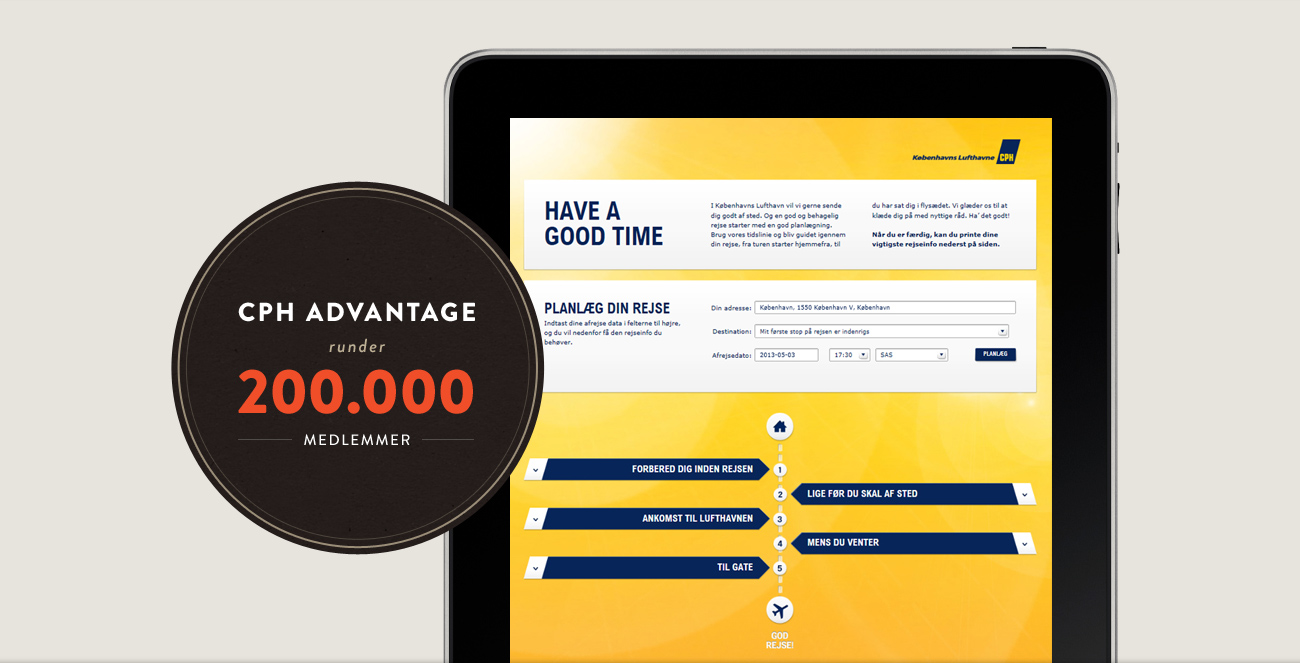 CPH ADVANTAGE
runder
200.000
MEDLEMMER
Københavns Lufthavne CPH
HAVE A
GOOD TIME
I Københavns Lufthavn vil vi gerne sende
dig godt af sted. Og en god og behagelig
rejse starter med en god planlægning.
Brug vores tidslinie og bliv guidet igennem
din rejse, fra turen starter hjemmefra, til
du har sat dig i flysædet. Vi glæder os til at
klæde dig på med nyttige råd. Ha' det godt!
Når du er færdig, kan du printe dine
vigtigste rejseinfo nederst på siden.
PLANLÆG DIN REJSE
Indtast dine afrejse data i felterne til højre,
og du vil nedenfor få den rejseinfo du
behøver.
Din adresse: København, 1550 København V, København
Destination: Mit første stop på rejsen er indenrigs
Afrejsedato: 2013-05-03 17:30 SAS PLANLÆG
FORBERED DIG INDEN REJSEN 1
2 LIGE FØR DU SKAL AF STED
ANKOMST TIL LUFTHAVNEN 3
4 MENS DU VENTER
TIL GATE 5
GOD
REJSE!